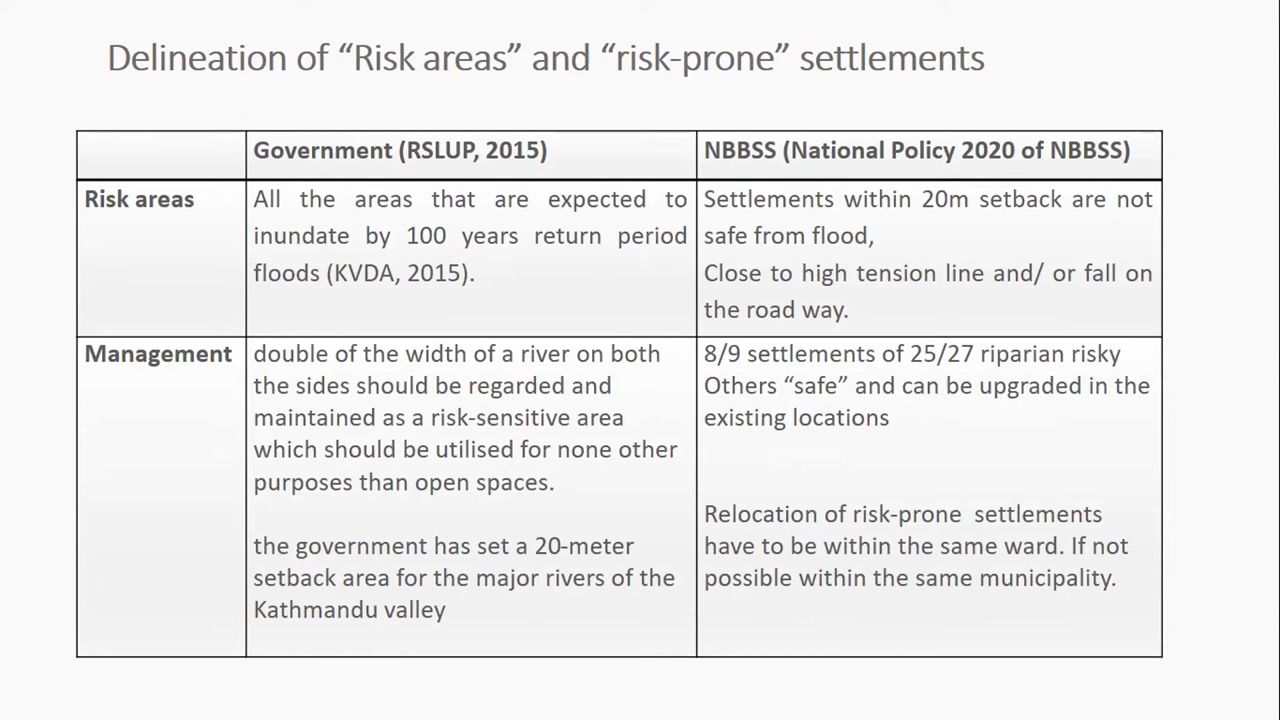 Delineation of “Risk areas” and “risk-prone” settlements
Government (RSLUP, 2015)
NBBSS (National Policy 2020 of NBBSS)
Risk areas
All the areas that are expected to
inundate by 100 years return period
floods (KVDA, 2015).
Settlements within 20m setback are not
safe from flood,
Close to high tension line and/ or fall on
the road way.
Management
double of the width of a river on both
the sides should be regarded and
maintained as a risk-sensitive area
which should be utilised for none other
purposes than open spaces.
the government has set a 20-meter
setback area for the major rivers of the
Kathmandu valley
8/9 settlements of 25/27 riparian risky
Others “safe” and can be upgraded in the
existing locations
Relocation of risk-prone settlements
have to be within the same ward. If not
possible within the same municipality.